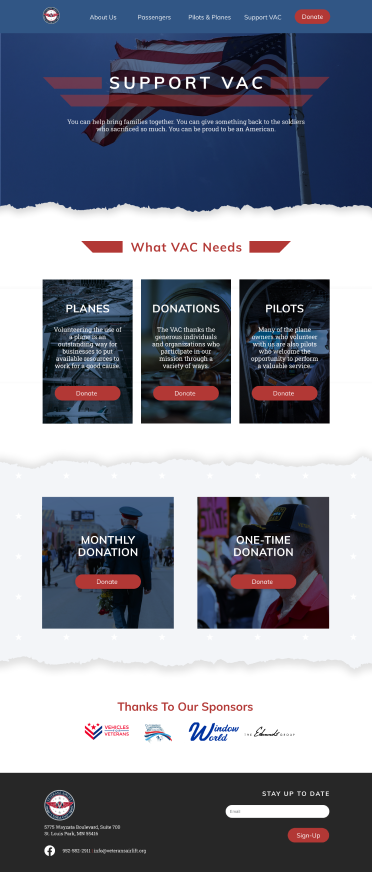 About Us Passengers Pilots & Planes Support VAC Donate
SUPPORT VAC
You can help bring families together. You can give something back to the soldiers
who sacrificed so much. You can be proud to be an American.
What VAC Needs
PLANES
Volunteering the use of
a plane is an
outstanding way for
businesses to put
available resources to
work for a good cause.
Donate
DONATIONS
The VAC thanks the
generous individuals
and organizations who
participate in our
mission through a
variety of ways.
Donate
PILOTS
Many of the plane
owners who volunteer
with us are also pilots
who welcome the
opportunity to perform
a valuable service.
Donate
MONTHLY
DONATION
Donate
ONE-TIME
DONATION
Donate
Thanks To Our Sponsors
VEHICLES
VETERANS
Window
World
THE Edwards GROUP
5775 Wayzata Boulevard, Suite 700
St. Louis Park, MN 55416
952-582-2911 | info@veteransairlift.org
STAY UP TO DATE
Email
Sign-Up